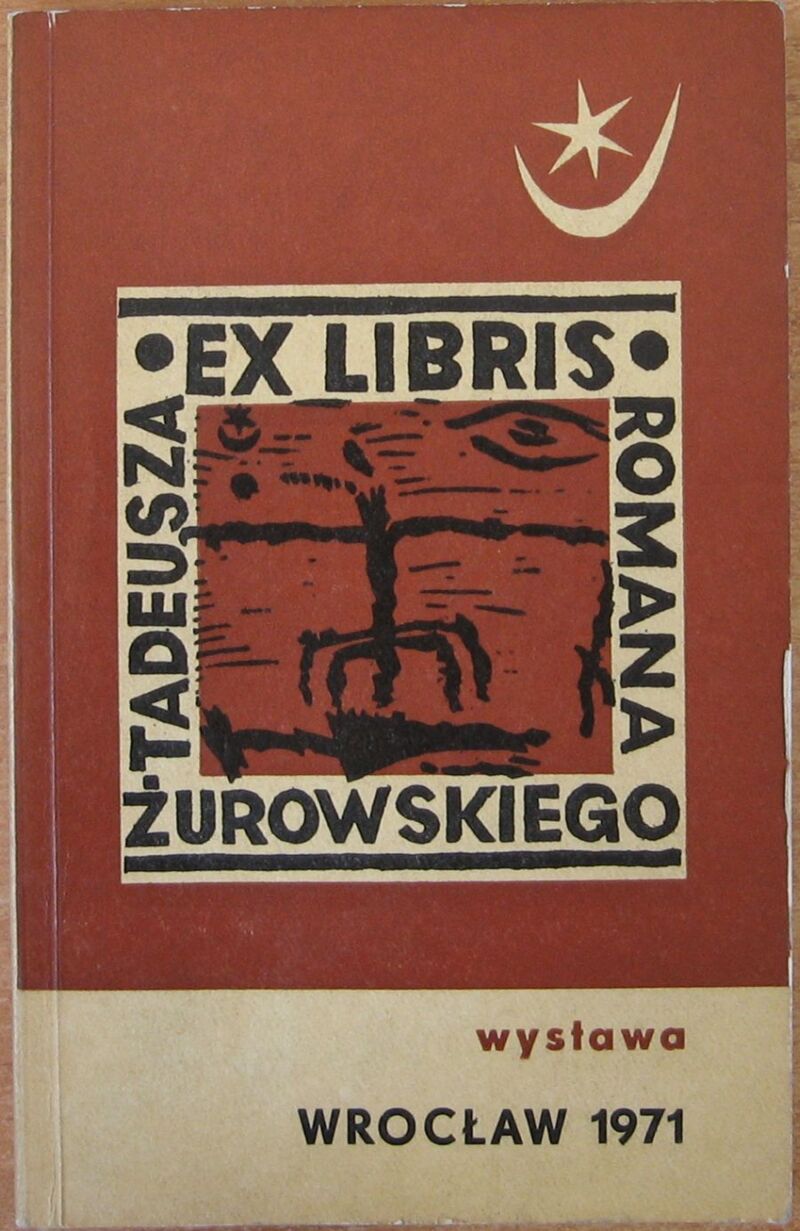 • EX LIBRIS •
TADEUSZA
ROMANA
ŻUROWSKIEGO
wystawa
WROCŁAW 1971